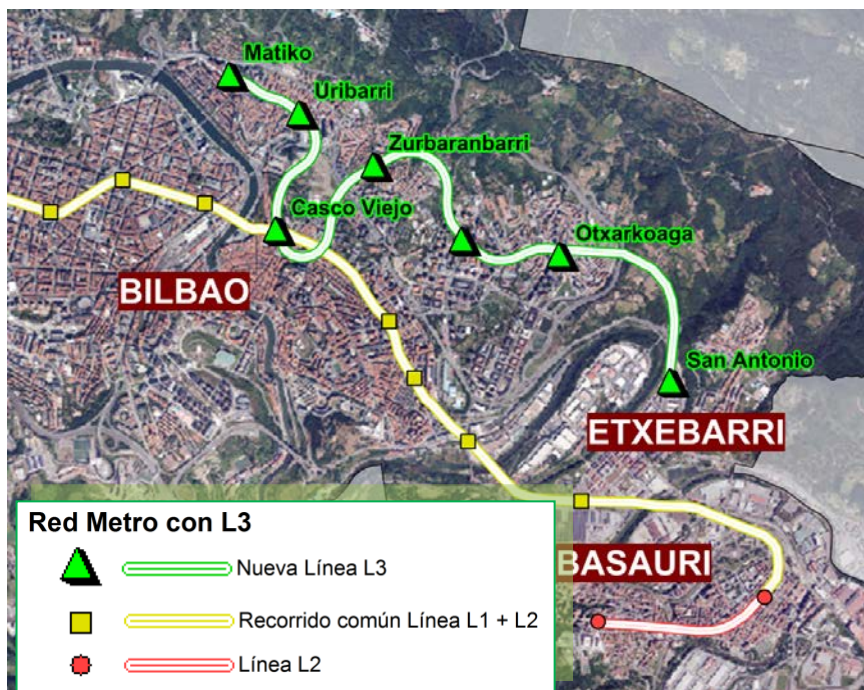 Matiko
Uribarri
Zurbaranbarri
Casco Viejo
Otxarkoaga
BILBAO
San Antonio
ETXEBARRI
BASAURI
Red Metro con L3
Nueva Línea L3
Recorrido común Línea L1 + L2
Línea L2